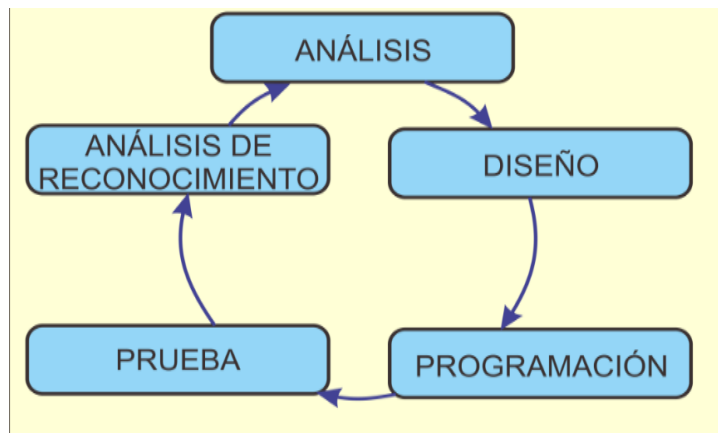 ANÁLISIS
ANÁLISIS DE
RECONOCIMIENTO
DISEÑO
PRUEBA
PROGRAMACIÓN